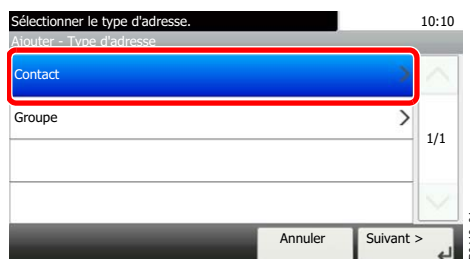 Sélectionner le type d'adresse. 10:10
Ajouter - Type d'adresse
Contact
Groupe
1/1
Annuler Suivant >